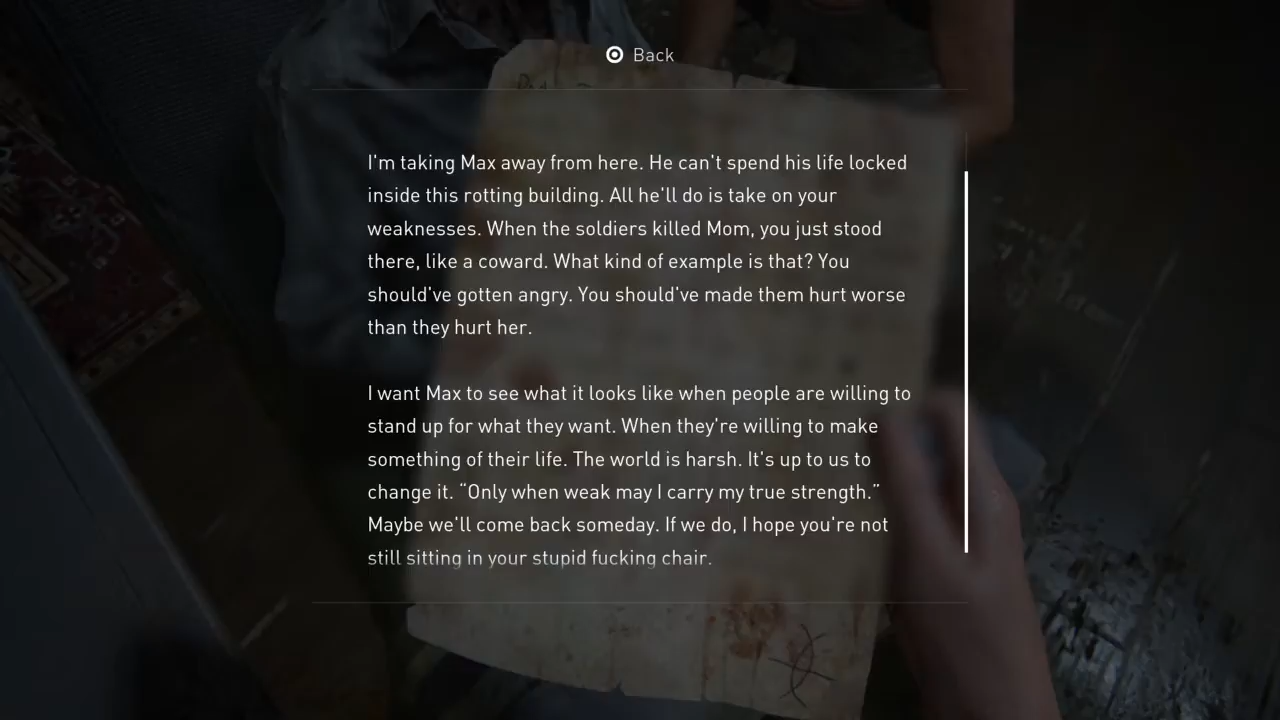 Back
I'm taking Max away from here. He can't spend his life locked
inside this rotting building. All he'll do is take on your
weaknesses. When the soldiers killed Mom, you just stood
there, like a coward. What kind of example is that? You
should've gotten angry. You should've made them hurt worse
than they hurt her.
I want Max to see what it looks like when people are willing to
stand up for what they want. When they're willing to make
something of their life. The world is harsh. It's up to us to
change it. “Only when weak may I carry my true strength.”
Maybe we'll come back someday. If we do, I hope you're not
still sitting in your stupid fucking chair.